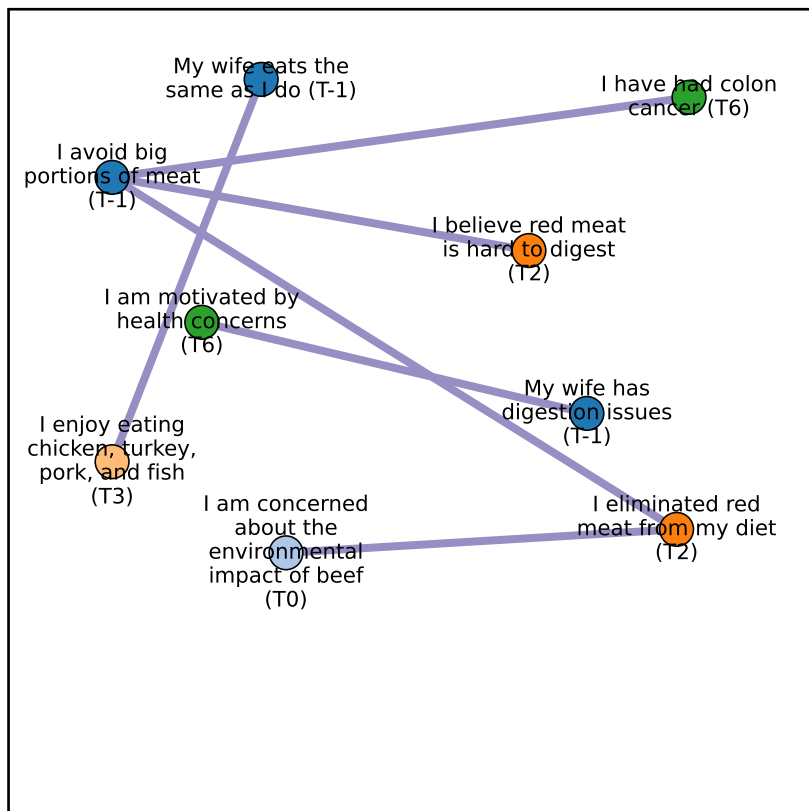 My wife eats the
same as I do (T-1)
I have had colon
cancer (T6)
I avoid big
portions of meat
(T-1)
I believe red meat
is hard to digest
(T2)
I am motivated by
health concerns
(T6)
My wife has
digestion issues
(T-1)
I enjoy eating
chicken, turkey,
pork, and fish
(T3)
I am concerned
about the
environmental
impact of beef
(T0)
I eliminated red
meat from my diet
(T2)